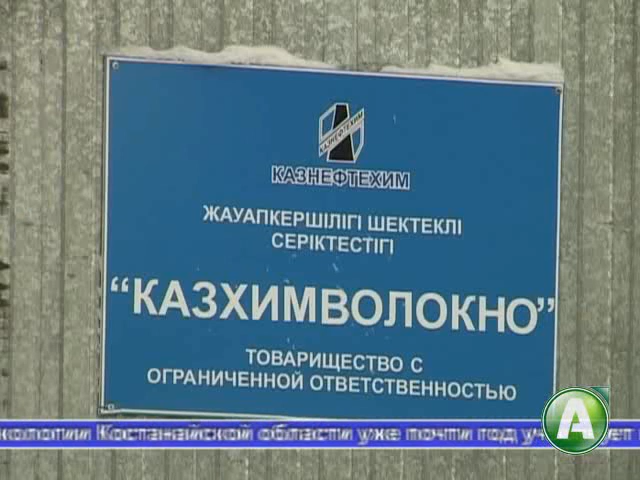 КАЗНЕФТЕХИМ
КАЗНЕФТЕХИМ
ЖАУАПКЕРШІЛІГІ ШЕКТЕКЛІ
СЕРІКТЕСТІГІ
“КАЗХИМВОЛОКНО”
ТОВАРИЩЕСТВО С
ОГРАНИЧЕННОЙ ОТВЕТСТВЕННОСТЬЮ
Костанайской области уже почти год
А